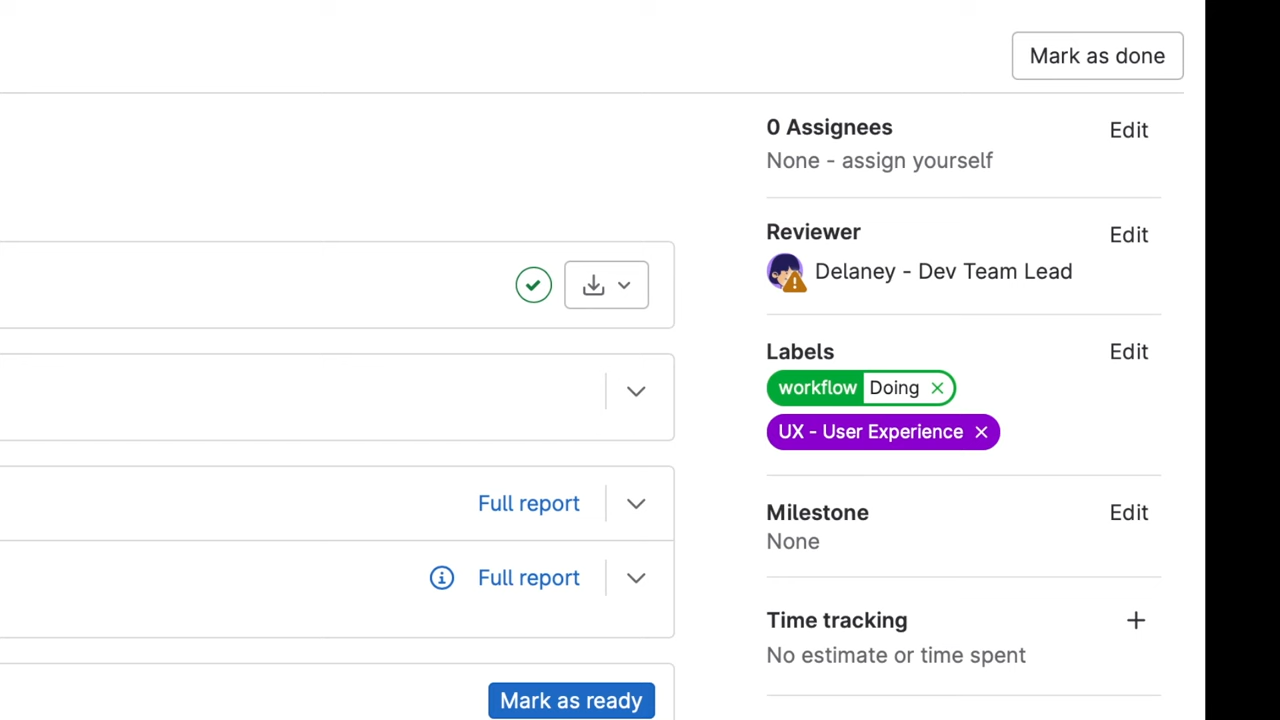 Mark as done
0 Assignees Edit
None - assign yourself
Reviewer Edit
Delaney - Dev Team Lead
Labels Edit
workflow Doing
UX - User Experience
Full report
Milestone Edit
None
Full report
Time tracking
No estimate or time spent
Mark as ready